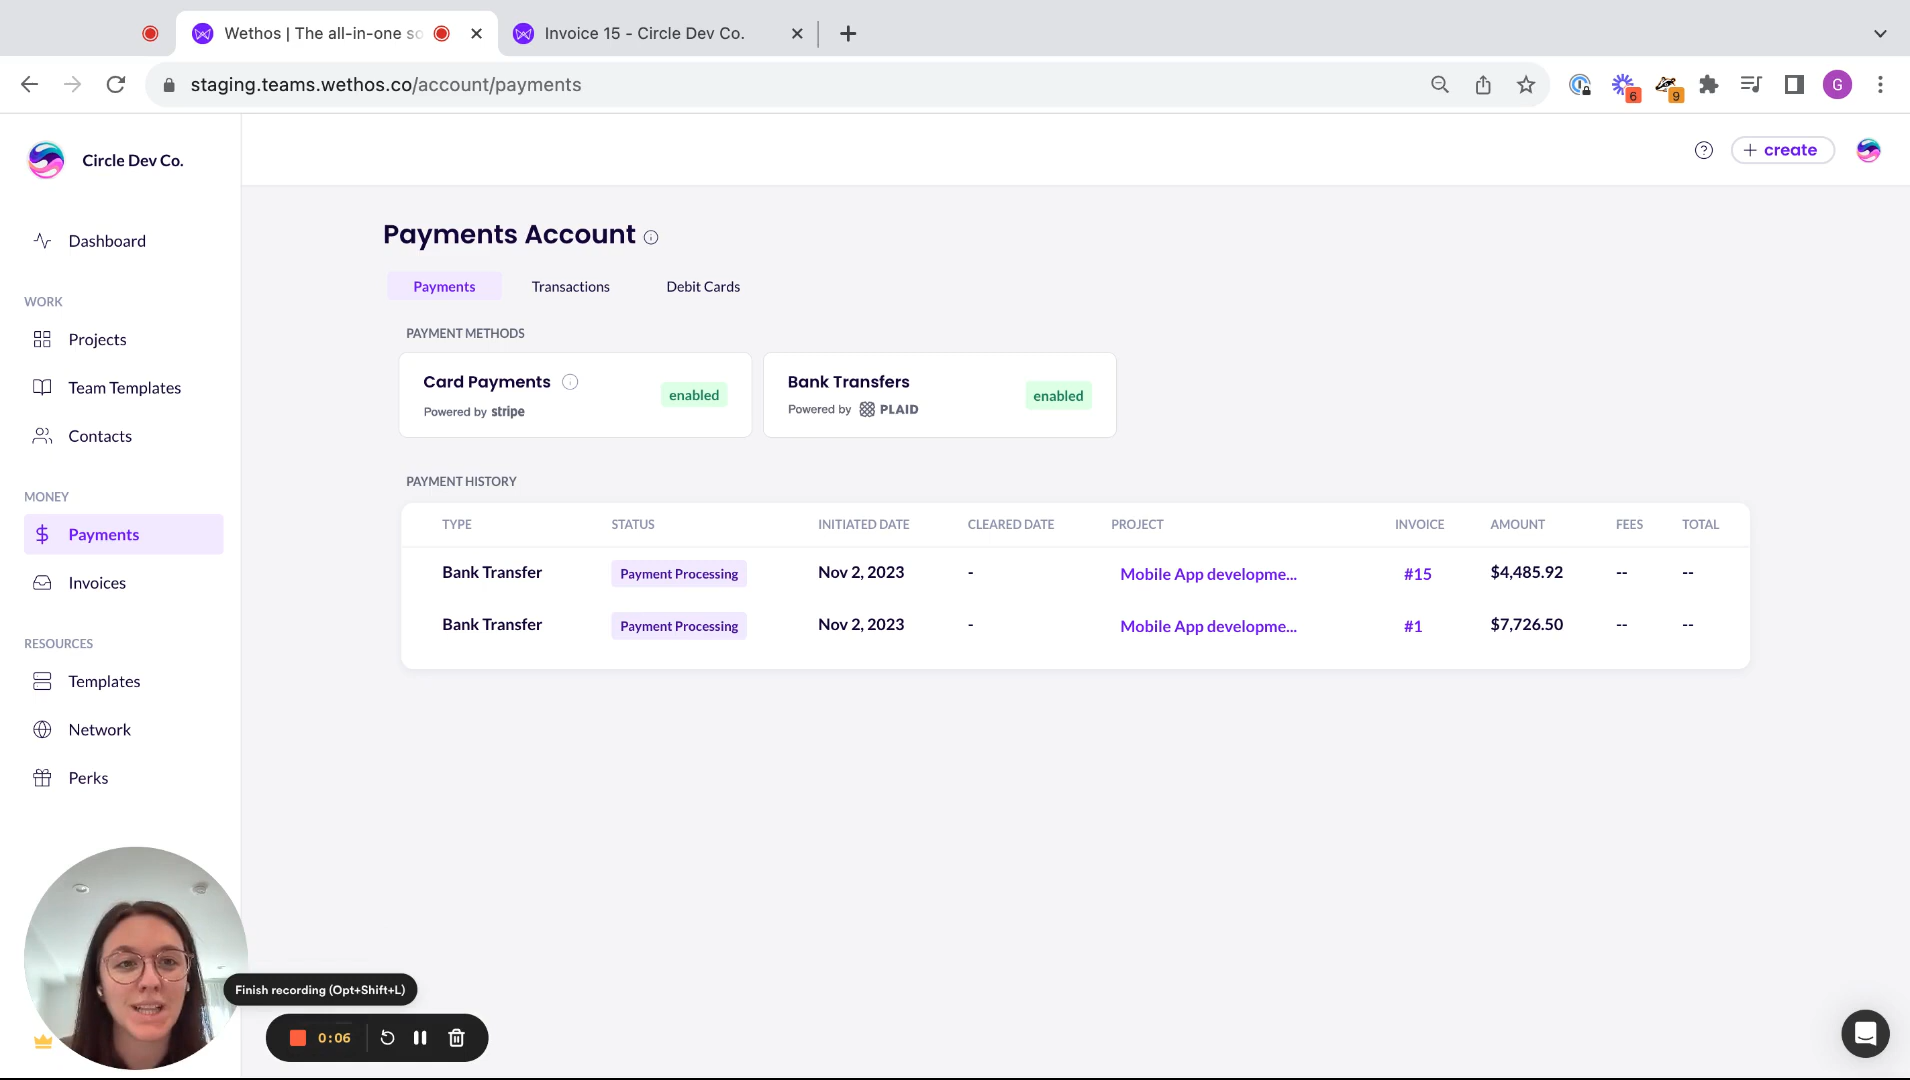 Wethos | The all-in-one so
Invoice 15 - Circle Dev Co.
staging.teams.wethos.co/account/payments
6
9
G
Circle Dev Co.
+ create
Dashboard
WORK
Projects
Team Templates
Contacts
MONEY
Payments
Invoices
RESOURCES
Templates
Network
Perks
Payments Account
Payments Transactions Debit Cards
PAYMENT METHODS
Card Payments
Powered by stripe
enabled
Bank Transfers
Powered by PLAID
enabled
PAYMENT HISTORY
TYPE STATUS INITIATED DATE CLEARED DATE PROJECT INVOICE AMOUNT FEES TOTAL
Bank Transfer Payment Processing Nov 2, 2023 - Mobile App developme... #15 $4,485.92 -- --
Bank Transfer Payment Processing Nov 2, 2023 - Mobile App developme... #1 $7,726.50 -- --
Finish recording (Opt+Shift+L)
0:06